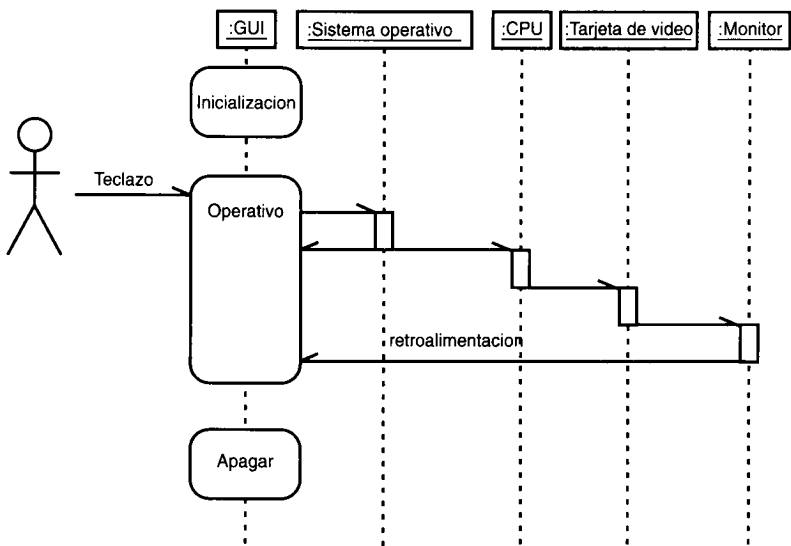 :GUI
:Sistema operativo
:CPU
:Tarjeta de video
:Monitor
Inicializacion
Teclazo
Operativo
retroalimentacion
Apagar